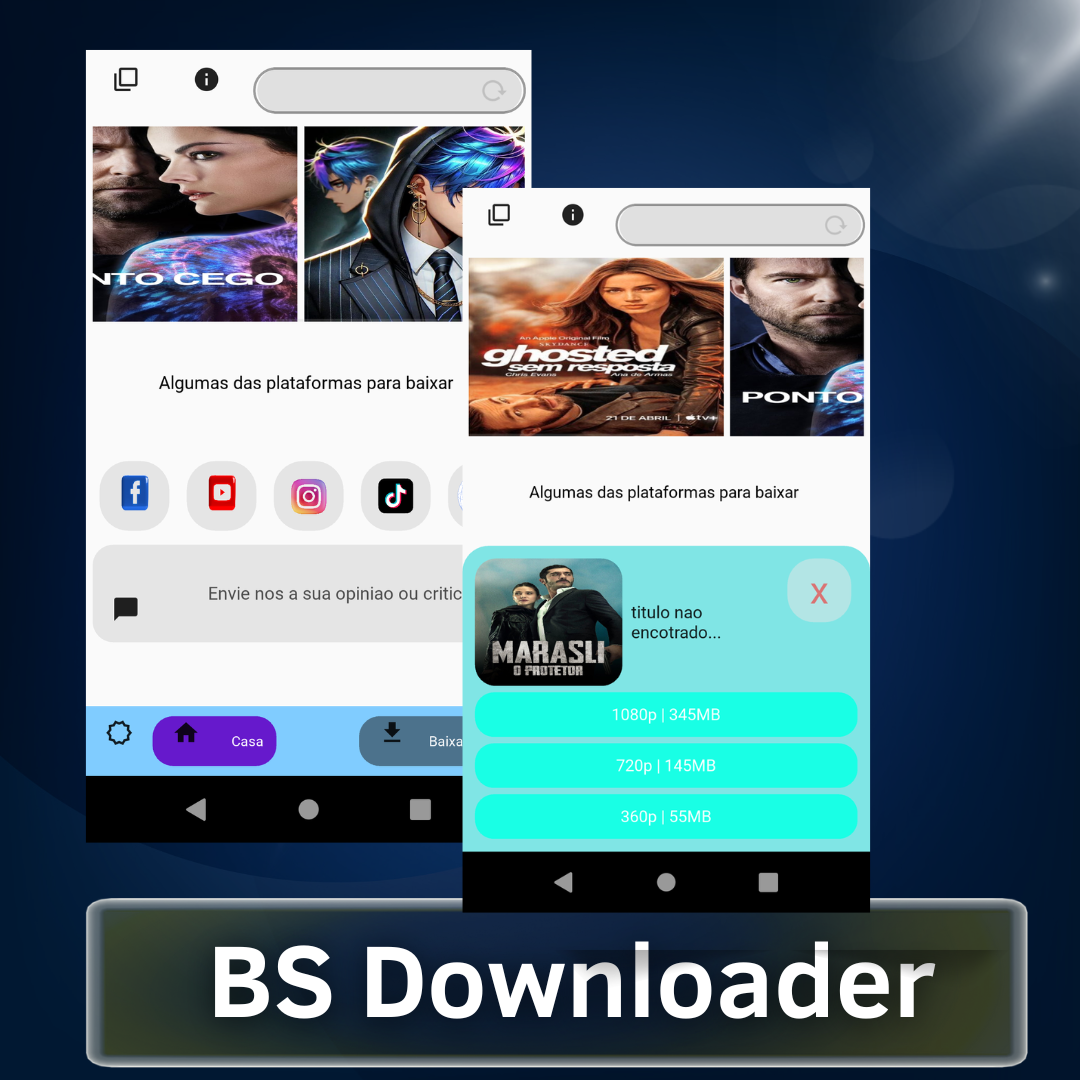 NTO CEGO
Algumas das plataformas para baixar
Envie nos a sua opiniao ou critic
Casa
Baixa
An Apple Original Film
SKYDANCE
ghosted
sem resposta
Chris Evans Ana de Armas
21 DE ABRIL | tv+
PONTO
Algumas das plataformas para baixar
MARASLI
O PROTETOR
titulo nao
encotrado...
X
1080p | 345MB
720p | 145MB
360p | 55MB
BS Downloader